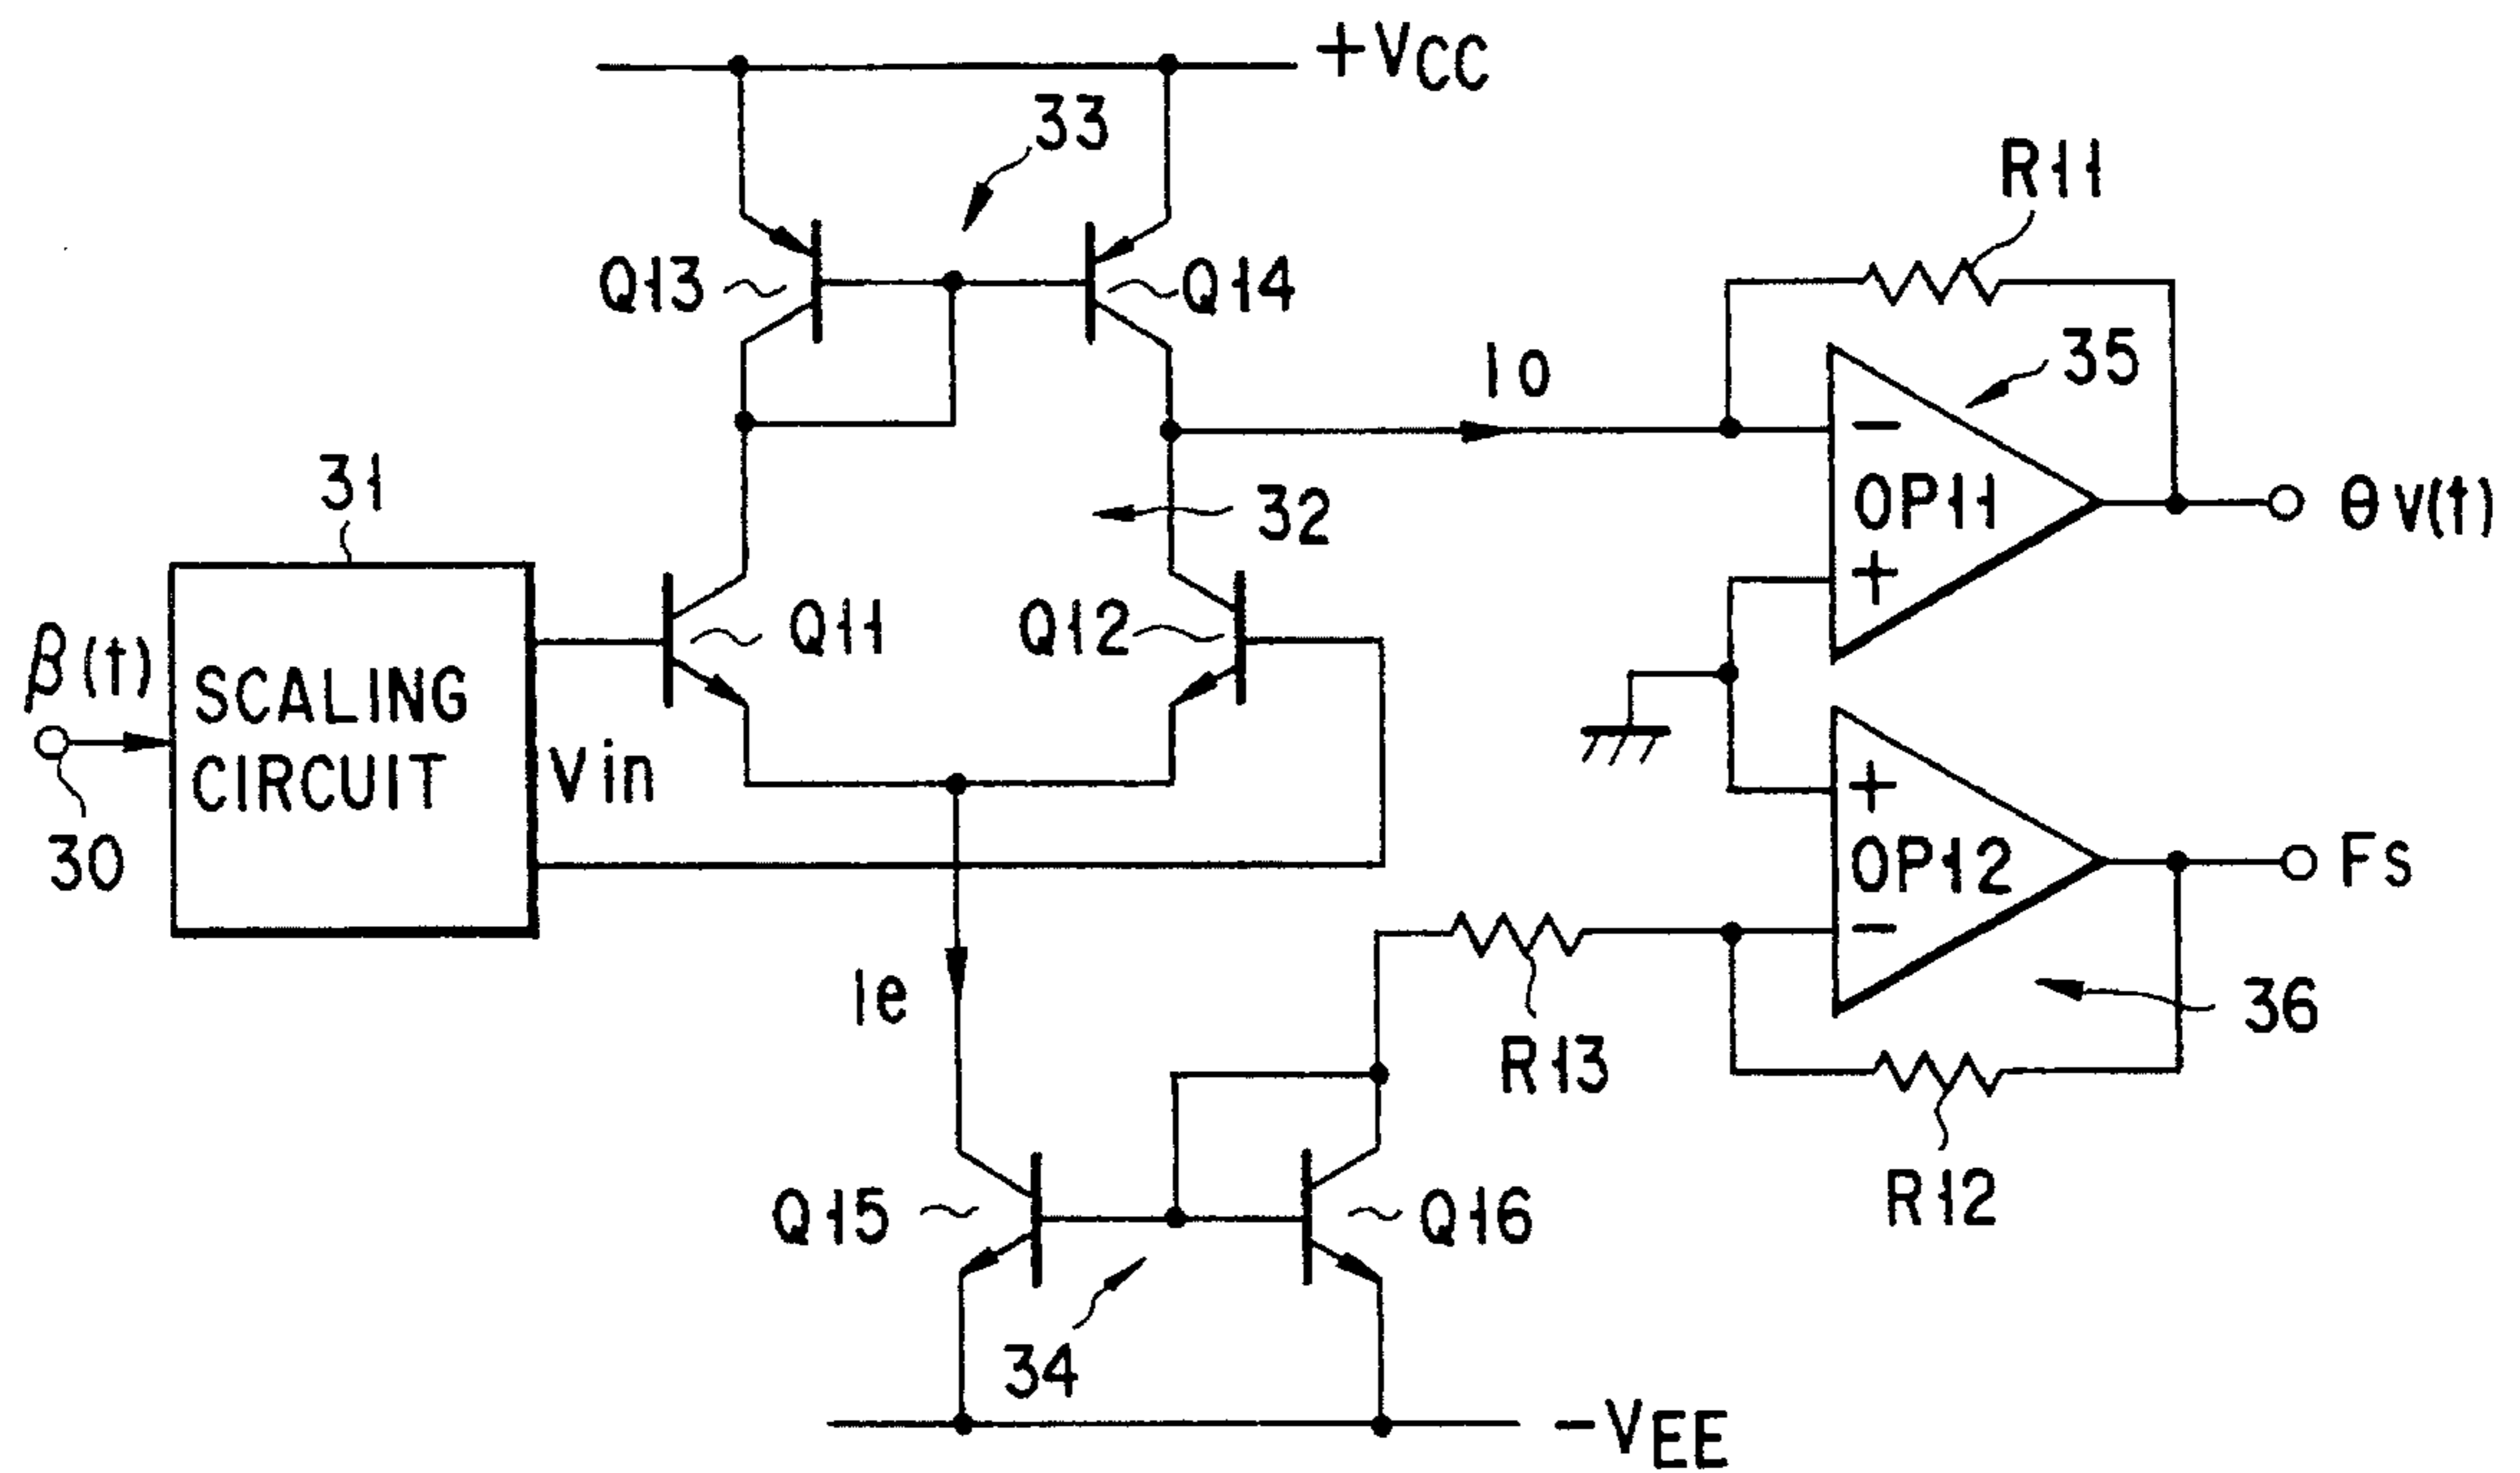 +VCC
33
R11
Q13
Q14
Io
35
31
32
OP11
θv(t)
β(t)
Q11
Q12
SCALING
CIRCUIT
Vin
30
OP12
Fs
Ie
R13
36
R12
Q15
Q16
34
-VEE